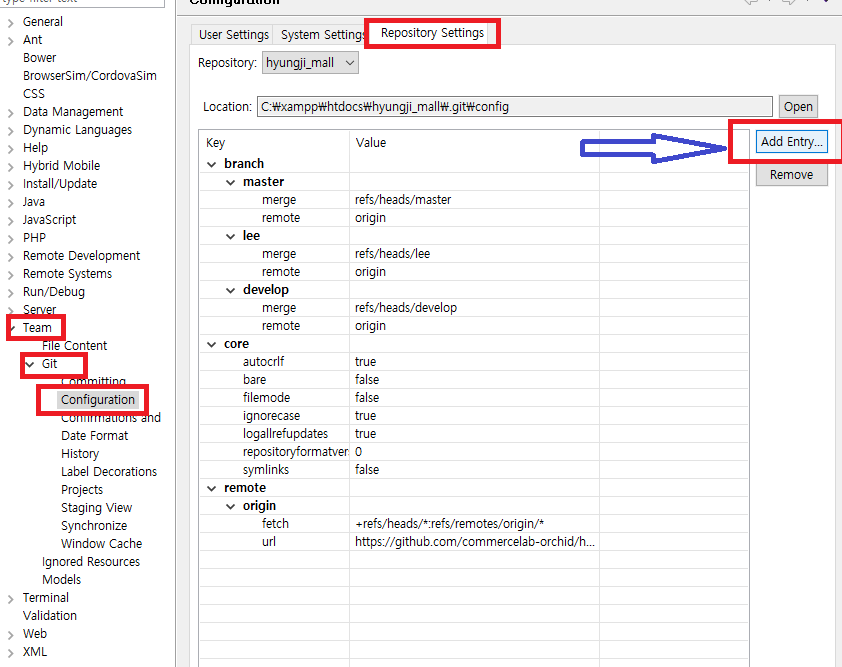 type filter text
General
Ant
Bower
BrowserSim/CordovaSim
CSS
Data Management
Dynamic Languages
Help
Hybrid Mobile
Install/Update
Java
JavaScript
PHP
Remote Development
Remote Systems
Run/Debug
Server
Team
File Content
Git
Committing
Configuration
Confirmations and
Date Format
History
Label Decorations
Projects
Staging View
Synchronize
Window Cache
Ignored Resources
Models
Terminal
Validation
Web
XML
Configuration
User Settings System Settings Repository Settings
Repository: hyungji_mall
Location: C:₩xampp₩htdocs₩hyungji_mall₩.git₩config Open
Key Value
Add Entry...
Remove
branch
master
merge refs/heads/master
remote origin
lee
merge refs/heads/lee
remote origin
develop
merge refs/heads/develop
remote origin
core
autocrlf true
bare false
filemode false
ignorecase true
logallrefupdates true
repositoryformatver 0
symlinks false
remote
origin
fetch +refs/heads/*:refs/remotes/origin/*
url https://github.com/commercelab-orchid/h...